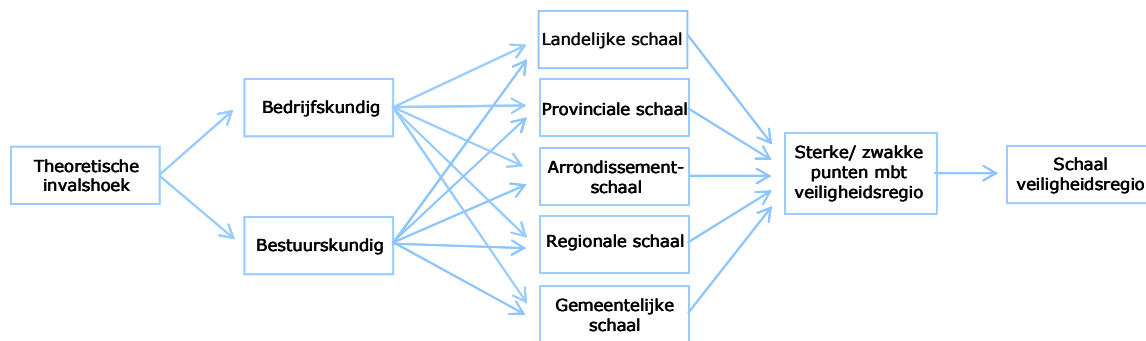 Theoretische
invalshoek
Bedrijfskundig
Bestuurskundig
Landelijke schaal
Provinciale schaal
Arrondissement-
schaal
Regionale schaal
Gemeentelijke
schaal
Sterke/ zwakke
punten mbt
veiligheidsregio
Schaal
veiligheidsregio